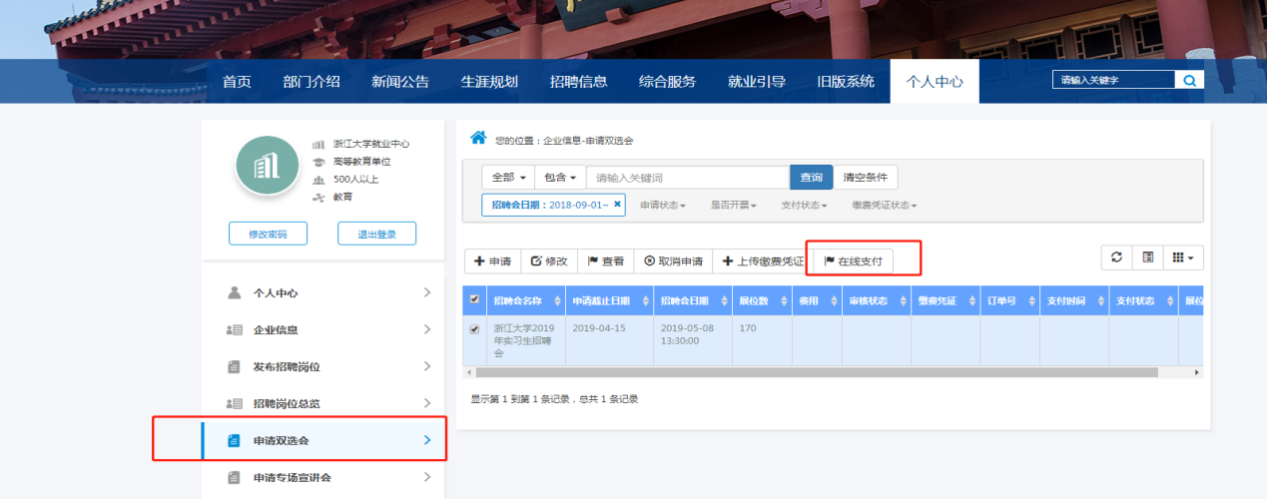 首页 部门介绍 新闻公告 生涯规划 招聘信息 综合服务 就业引导 旧版系统 个人中心 请输入关键字
浙江大学就业中心
高等教育单位
500人以上
教育
修改密码 退出登录
个人中心
企业信息
发布招聘岗位
招聘岗位总览
申请双选会
申请专场宣讲会
您的位置：企业信息-申请双选会
全部 包含 请输入关键词 查询 清空条件
招聘会日期：2018-09-01~ × 申请状态 是否开票 支付状态 缴费凭证状态
申请 修改 查看 取消申请 上传缴费凭证 在线支付
招聘会名称 申请截止日期 招聘会日期 展位数 费用 审核状态 缴费凭证 订单号 支付时间 支付状态 展位
浙江大学2019 2019-04-15 2019-05-08 170
年实习生招聘 13:30:00
会
显示第 1 到第 1 条记录，总共 1 条记录